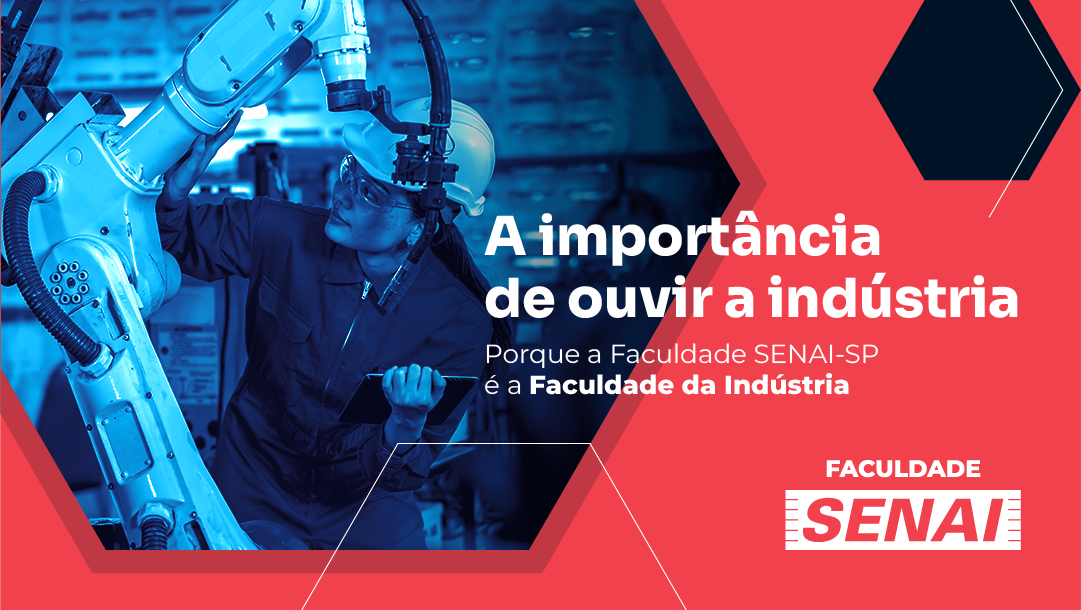 A importância
de ouvir a indústria
Porque a Faculdade SENAI-SP
é a Faculdade da Indústria
FACULDADE
SENAI